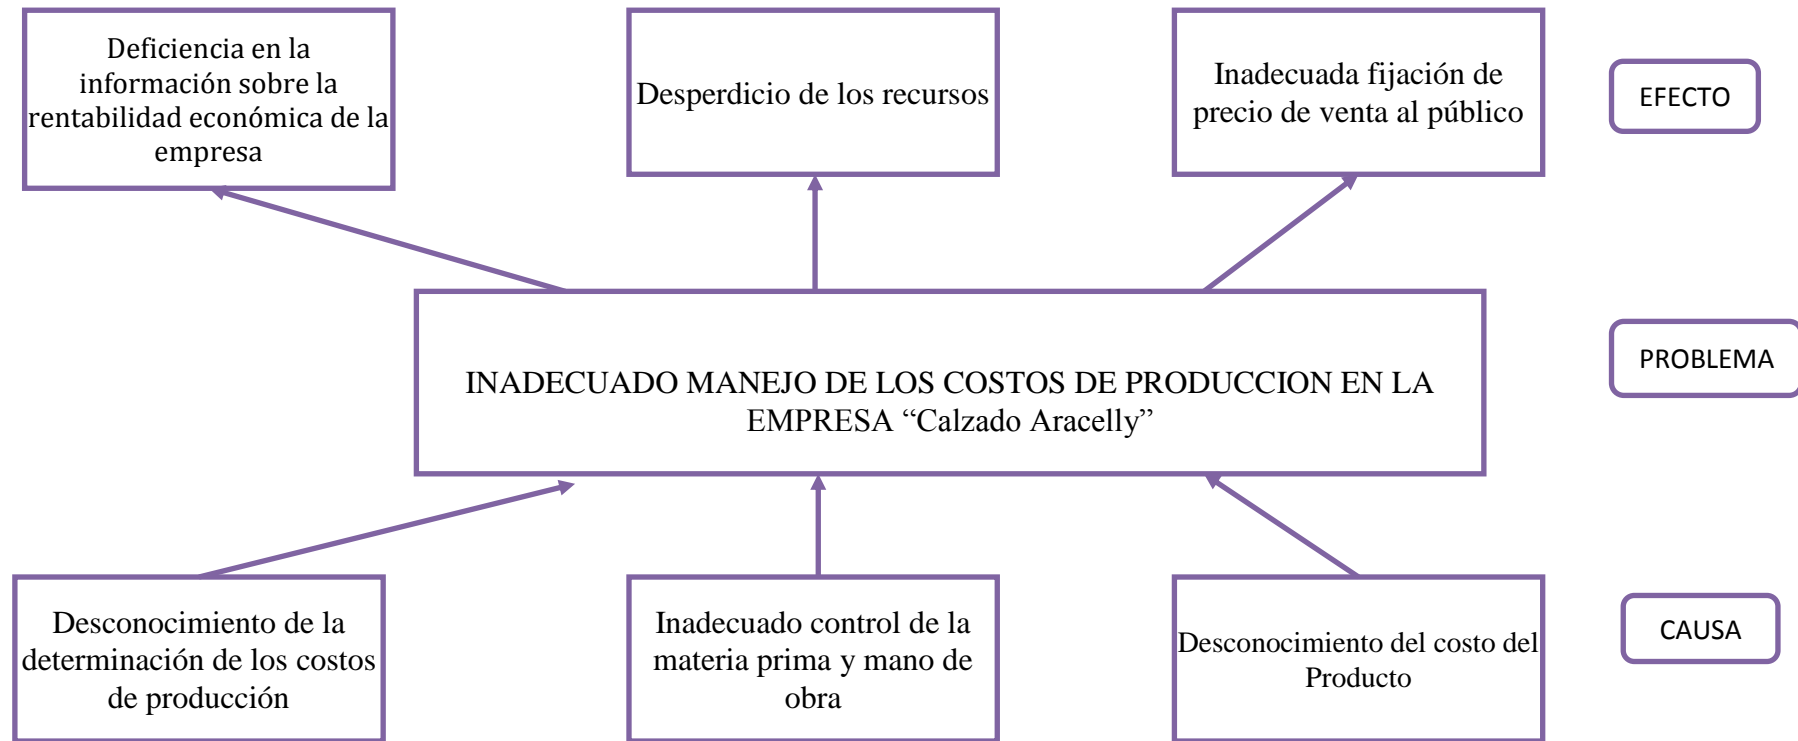 Deficiencia en la
información sobre la
rentabilidad económica de la
empresa
Desperdicio de los recursos
Inadecuada fijación de
precio de venta al público
EFECTO
INADECUADO MANEJO DE LOS COSTOS DE PRODUCCION EN LA
EMPRESA “Calzado Aracelly”
PROBLEMA
Desconocimiento de la
determinación de los costos
de producción
Inadecuado control de la
materia prima y mano de
obra
Desconocimiento del costo del
Producto
CAUSA